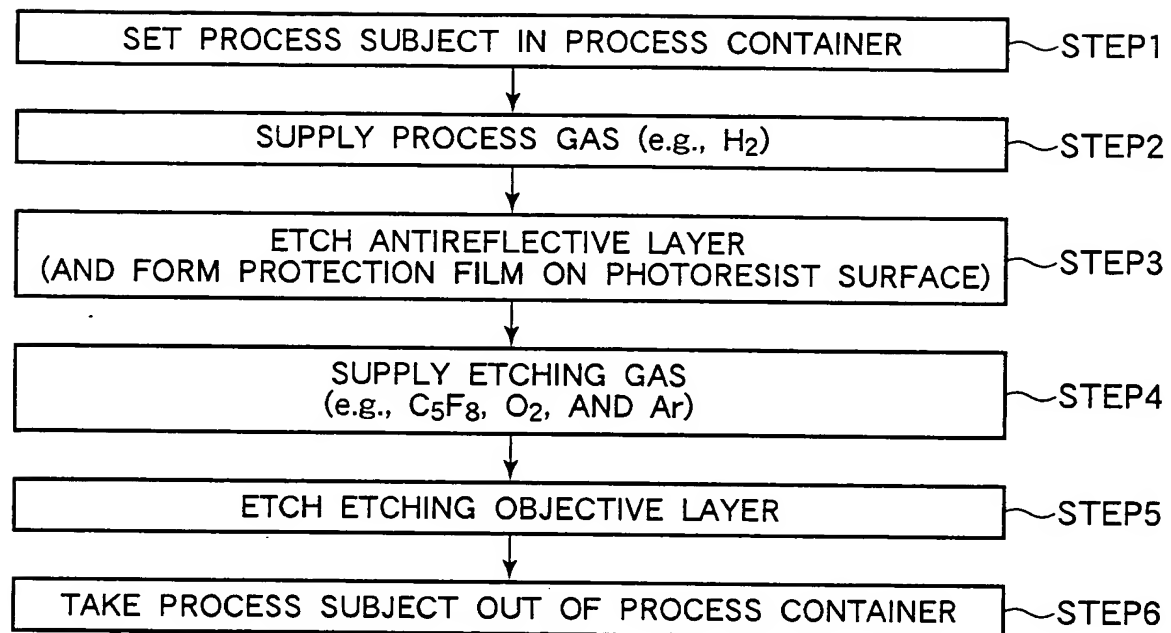 SET PROCESS SUBJECT IN PROCESS CONTAINER STEP1
SUPPLY PROCESS GAS (e.g., H₂) STEP2
ETCH ANTIREFLECTIVE LAYER
(AND FORM PROTECTION FILM ON PHOTORESIST SURFACE) STEP3
SUPPLY ETCHING GAS
(e.g., C₅F₈, O₂, AND Ar) STEP4
ETCH ETCHING OBJECTIVE LAYER STEP5
TAKE PROCESS SUBJECT OUT OF PROCESS CONTAINER STEP6